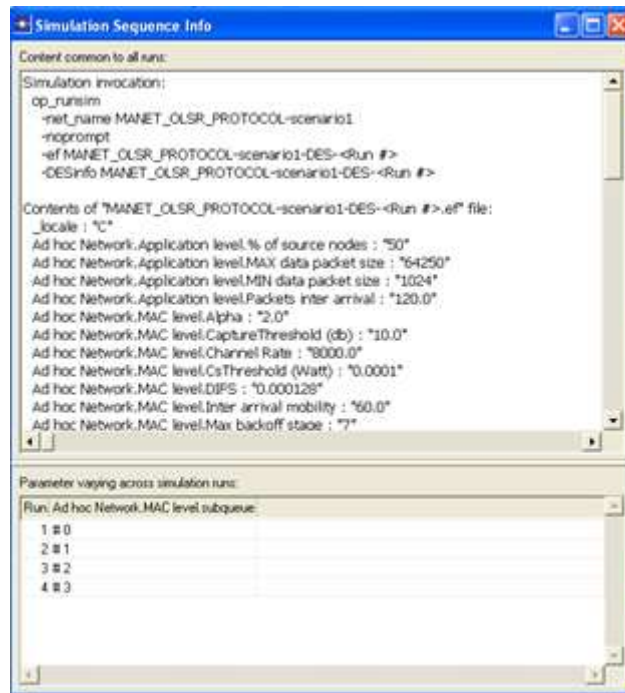 Simulation Sequence Info
Content common to all runs:
Simulation invocation:
op_runsim
-net_name MANET_OLSR_PROTOCOL-scenario1
-noprompt
-ef MANET_OLSR_PROTOCOL-scenario1-DES-<Run #>
-DESinfo MANET_OLSR_PROTOCOL-scenario1-DES-<Run #>
Contents of "MANET_OLSR_PROTOCOL-scenario1-DES-<Run #>.ef" file:
_locale : "C"
Ad hoc Network.Application level.% of source nodes : "50"
Ad hoc Network.Application level.MAX data packet size : "64250"
Ad hoc Network.Application level.MIN data packet size : "1024"
Ad hoc Network.Application level.Packets inter arrival : "120.0"
Ad hoc Network.MAC level.Alpha : "2.0"
Ad hoc Network.MAC level.CaptureThreshold (db) : "10.0"
Ad hoc Network.MAC level.Channel Rate : "8000.0"
Ad hoc Network.MAC level.CsThreshold (Watt) : "0.0001"
Ad hoc Network.MAC level.DIFS : "0.000128"
Ad hoc Network.MAC level.Inter arrival mobility : "60.0"
Ad hoc Network.MAC level.Max backoff stage : "7"
Parameter varying across simulation runs:
Run: Ad hoc Network.MAC level.subqueue
1 #0
2 #1
3 #2
4 #3